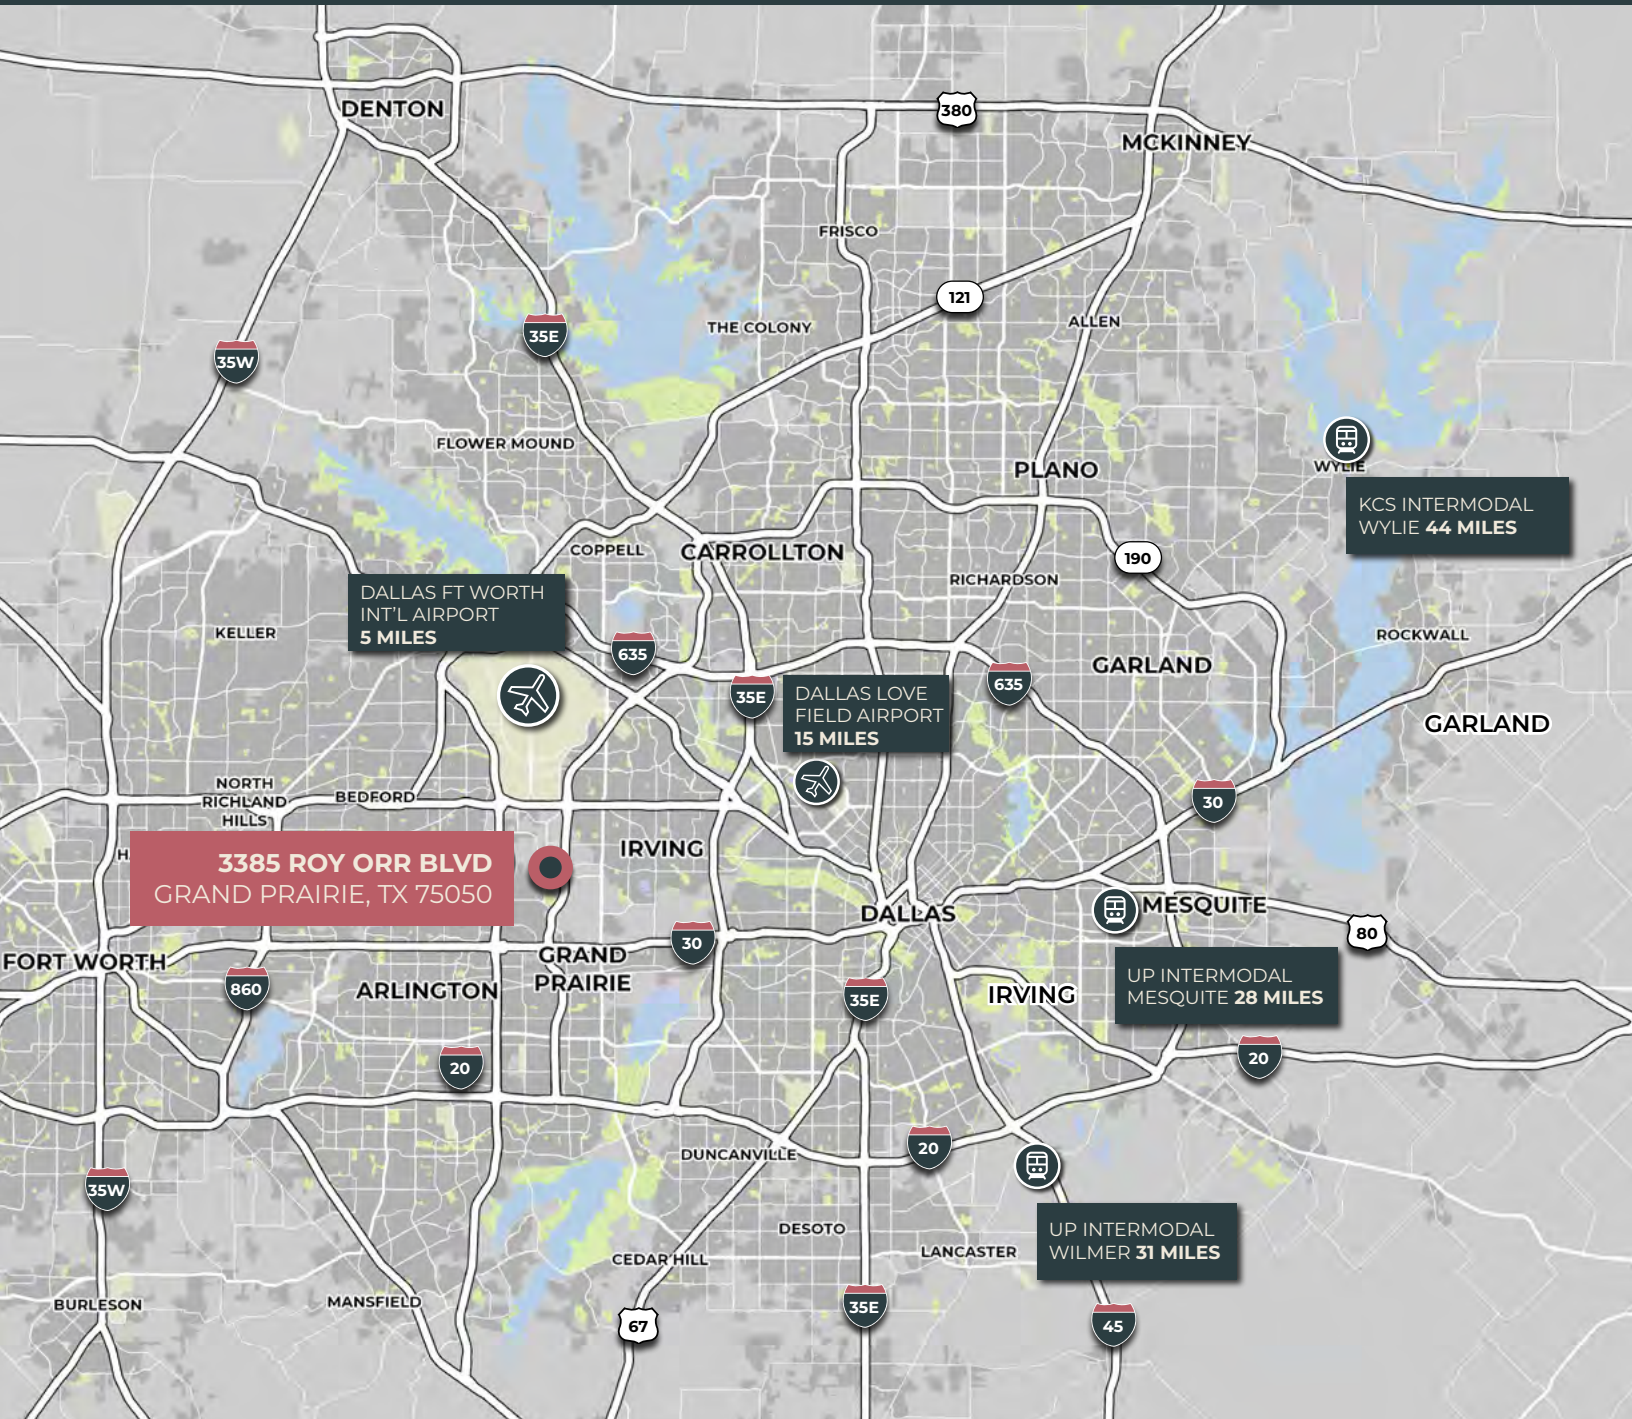 DENTON
380
MCKINNEY
FRISCO
121
THE COLONY
ALLEN
35E
35W
FLOWER MOUND
PLANO
WYLIE
KCS INTERMODAL
WYLIE 44 MILES
COPPELL
CARROLLTON
190
RICHARDSON
DALLAS FT WORTH
INT'L AIRPORT
5 MILES
KELLER
635
ROCKWALL
GARLAND
635
35E
DALLAS LOVE
FIELD AIRPORT
15 MILES
GARLAND
NORTH
RICHLAND
HILLS
BEDFORD
30
H
IRVING
3385 ROY ORR BLVD
GRAND PRAIRIE, TX 75050
DALLAS
MESQUITE
80
30
FORT WORTH
GRAND
PRAIRIE
860
ARLINGTON
35E
IRVING
UP INTERMODAL
MESQUITE 28 MILES
20
20
20
DUNCANVILLE
35W
UP INTERMODAL
WILMER 31 MILES
DESOTO
LANCASTER
CEDAR HILL
BURLESON
MANSFIELD
35E
67
45